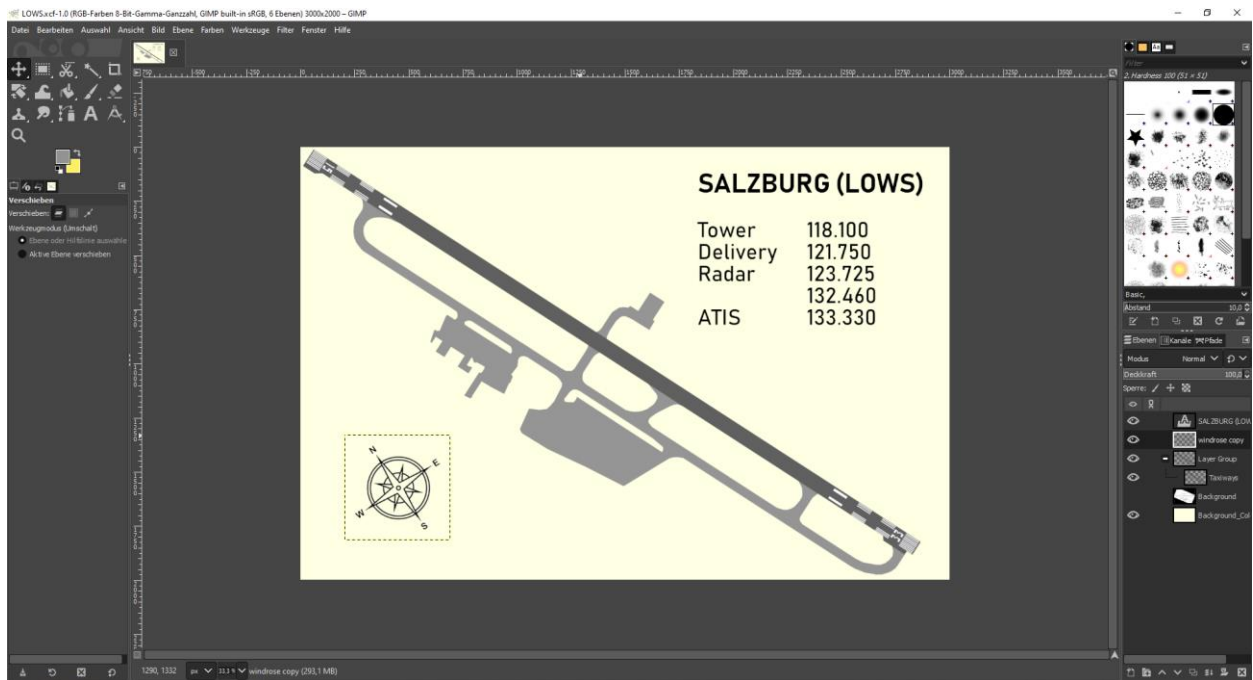 LOWS.xcf-1.0 (RGB-Farben 8-Bit-Gamma-Ganzzahl, GIMP built-in sRGB, 6 Ebenen) 3000x2000 – GIMP
Datei Bearbeiten Auswahl Ansicht Bild Ebene Farben Werkzeuge Filter Fenster Hilfe
Filter
2. Hardness 100 (51 × 51)
Verschieben
Verschieben:
Werkzeugmodus (Umschalt)
Ebene oder Hilfslinie auswähle
Aktive Ebene verschieben
SALZBURG (LOWS)
Tower 118.100
Delivery 121.750
Radar 123.725
132.460
ATIS 133.330
N
E
W
S
Basic,
Abstand 10,0
Ebenen Kanäle Pfade
Modus Normal
Deckkraft 100,0
Sperre:
SALZBURG (LOW
windrose copy
Layer Group
Taxiways
Background
Background_Col
1290, 1332 px 33,3 % windrose copy (293,1 MB)